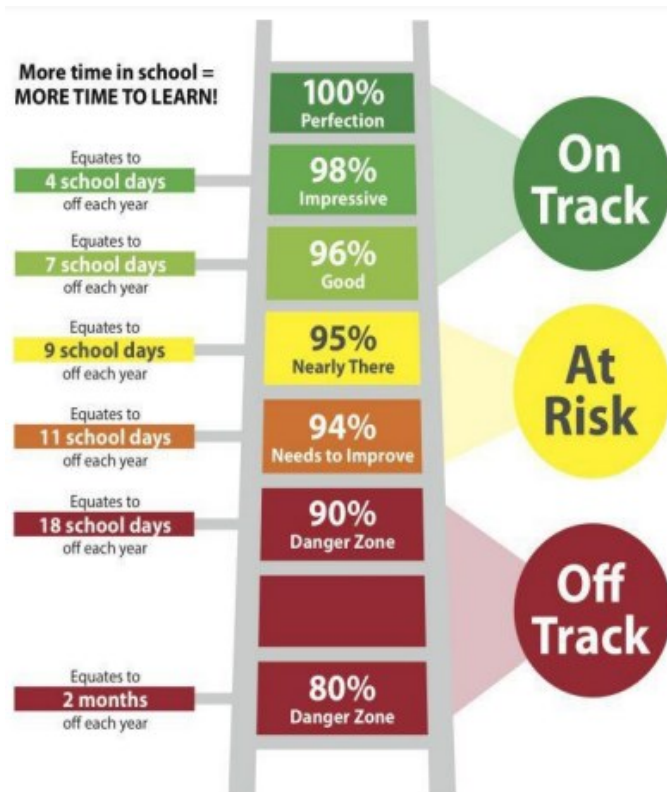 More time in school =
MORE TIME TO LEARN!
100%
Perfection
Equates to
4 school days
off each year
98%
Impressive
On
Track
Equates to
7 school days
off each year
96%
Good
Equates to
9 school days
off each year
95%
Nearly There
At
Risk
Equates to
11 school days
off each year
94%
Needs to Improve
Equates to
18 school days
off each year
90%
Danger Zone
Off
Track
Equates to
2 months
off each year
80%
Danger Zone